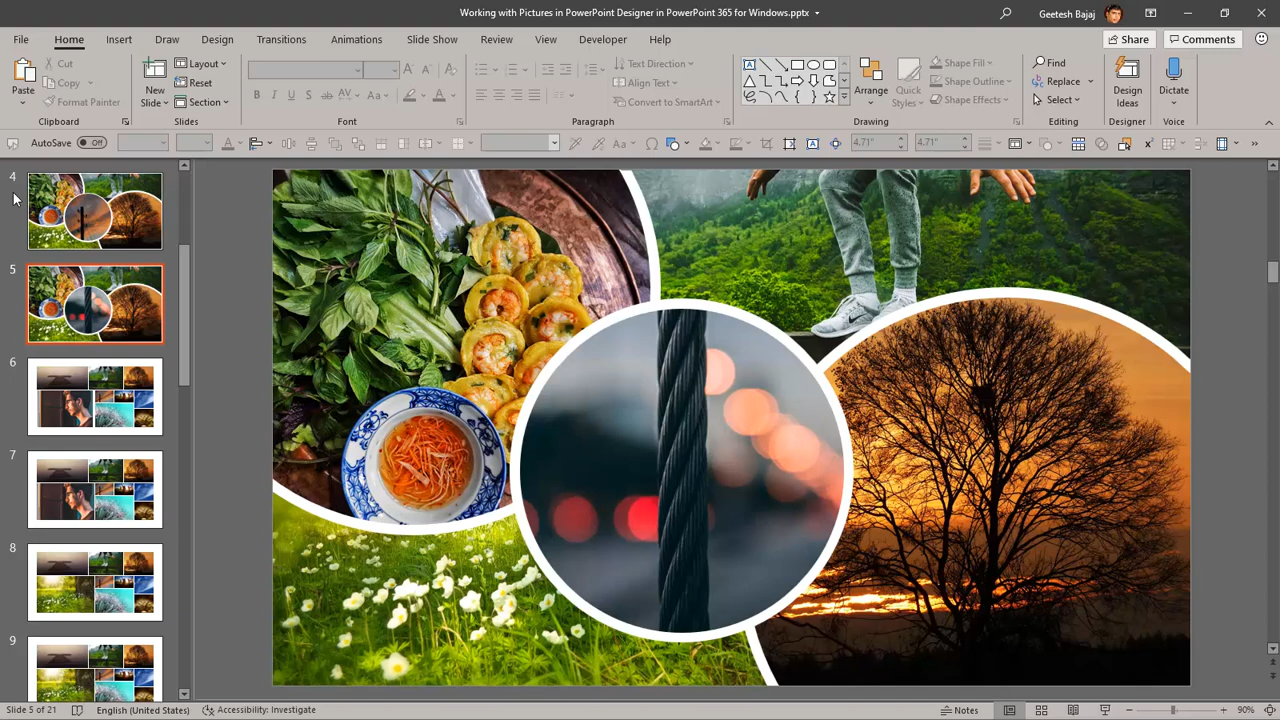 Working with Pictures in PowerPoint Designer in PowerPoint 365 for Windows.pptx
Geetesh Bajaj
File Home Insert Draw Design Transitions Animations Slide Show Review View Developer Help
Share Comments
Paste
Cut
Copy
Format Painter
Clipboard
New Slide
Layout
Reset
Section
Slides
B I U S ab AV Aa A
Font
Text Direction
Align Text
Convert to SmartArt
Paragraph
Arrange
Quick Styles
Shape Fill
Shape Outline
Shape Effects
Drawing
Find
Replace
Select
Editing
Design Ideas
Designer
Dictate
Voice
AutoSave Off
4.71" 4.71"
4
5
6
7
8
9
Slide 5 of 21 English (United States) Accessibility: Investigate Notes 90%